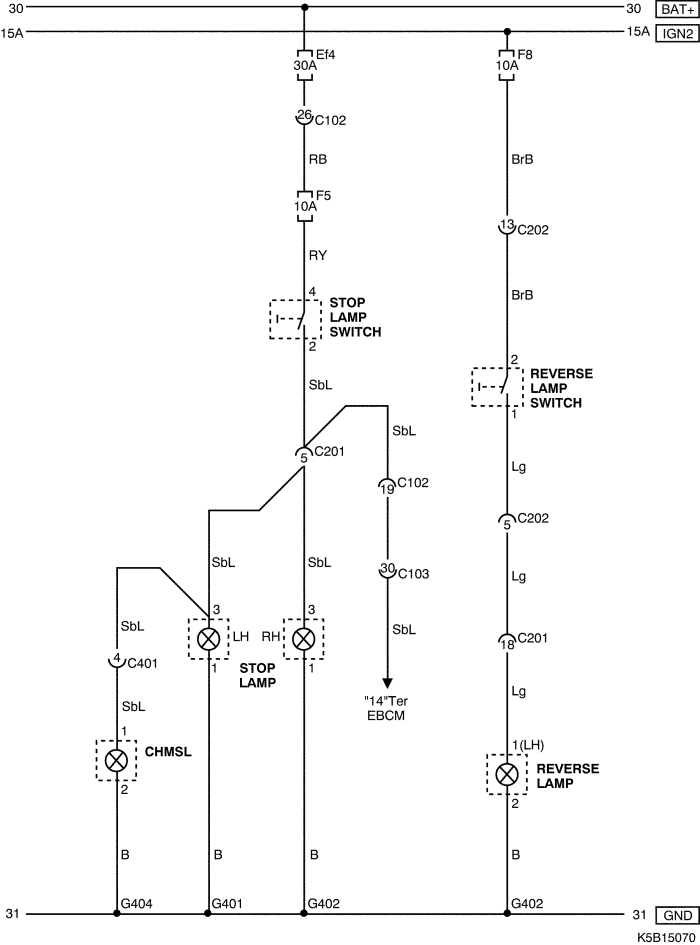 30
30
BAT+
15A
15A
IGN2
Ef4
30A
F8
10A
26
C102
RB
BrB
F5
10A
13
C202
RY
BrB
4
STOP
LAMP
SWITCH
2
2
REVERSE
LAMP
SWITCH
1
SbL
SbL
C201
5
Lg
C102
19
C202
5
SbL
SbL
30
C103
Lg
3
3
SbL
SbL
LH
RH
C201
18
4
C401
1
STOP
LAMP
1
"14"Ter
EBCM
Lg
SbL
1
1(LH)
CHMSL
REVERSE
LAMP
2
2
B
B
B
B
G404
G401
G402
G402
31
31
GND
K5B15070